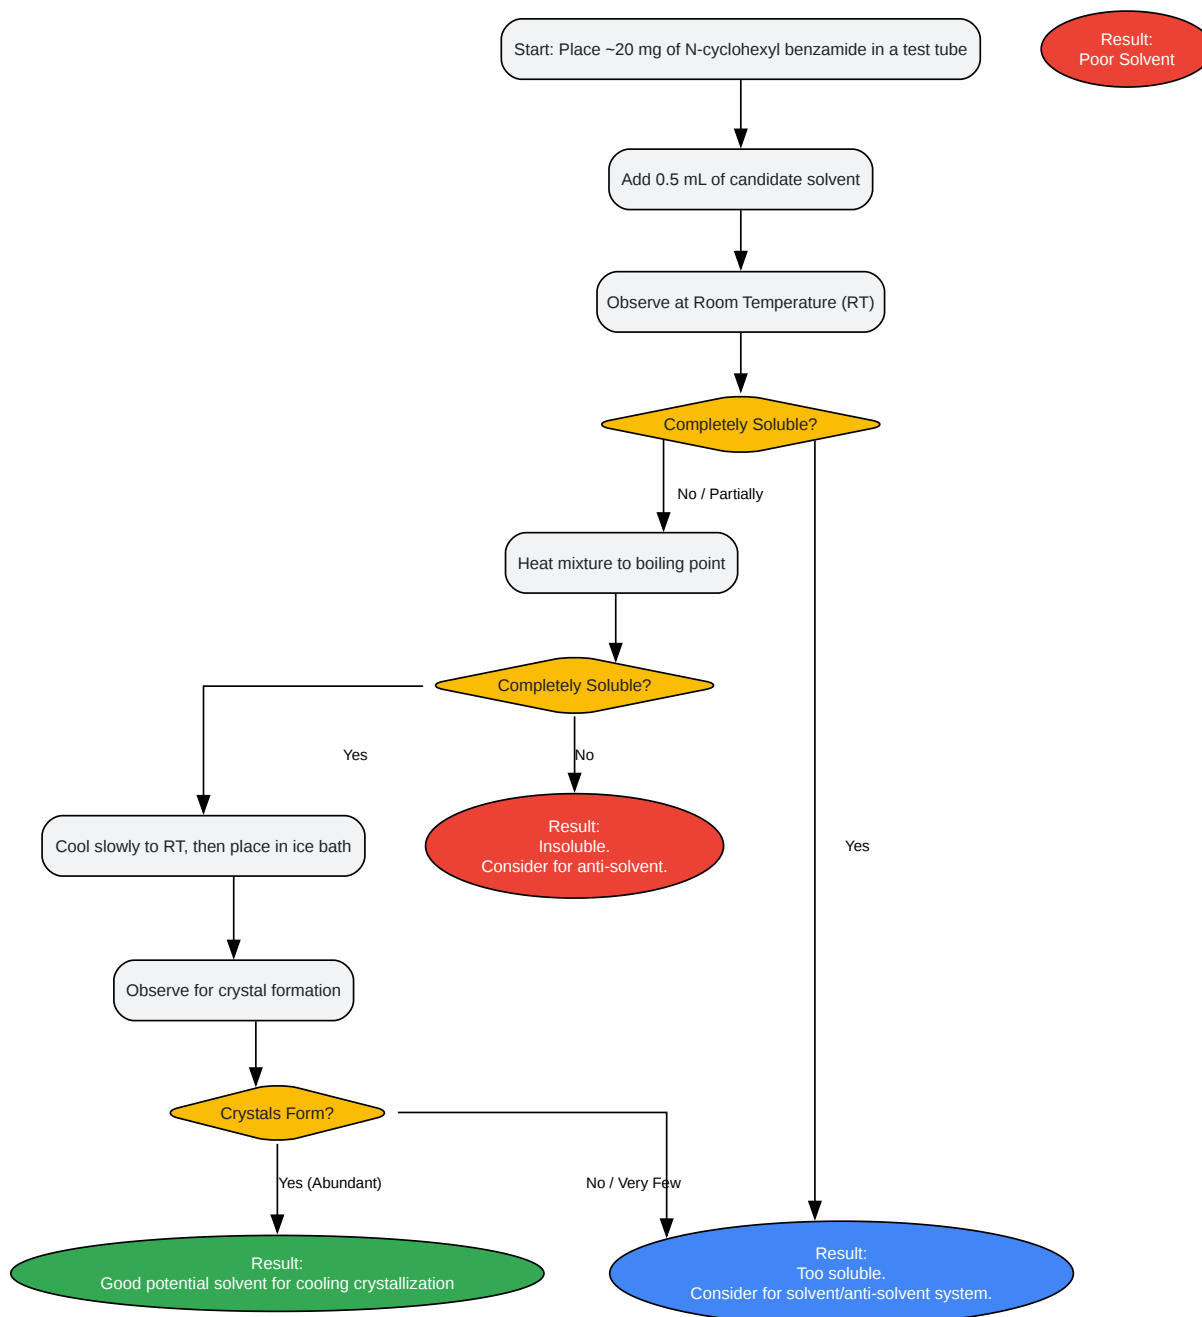 Start: Place ~20 mg of N-cyclohexyl benzamide in a test tube
Result:
Poor Solvent
Add 0.5 mL of candidate solvent
Observe at Room Temperature (RT)
Completely Soluble?
No / Partially
Heat mixture to boiling point
Completely Soluble?
Yes
No
Result:
Insoluble.
Consider for anti-solvent.
Yes
Cool slowly to RT, then place in ice bath
Observe for crystal formation
Crystals Form?
Yes (Abundant)
No / Very Few
Result:
Good potential solvent for cooling crystallization
Result:
Too soluble.
Consider for solvent/anti-solvent system.